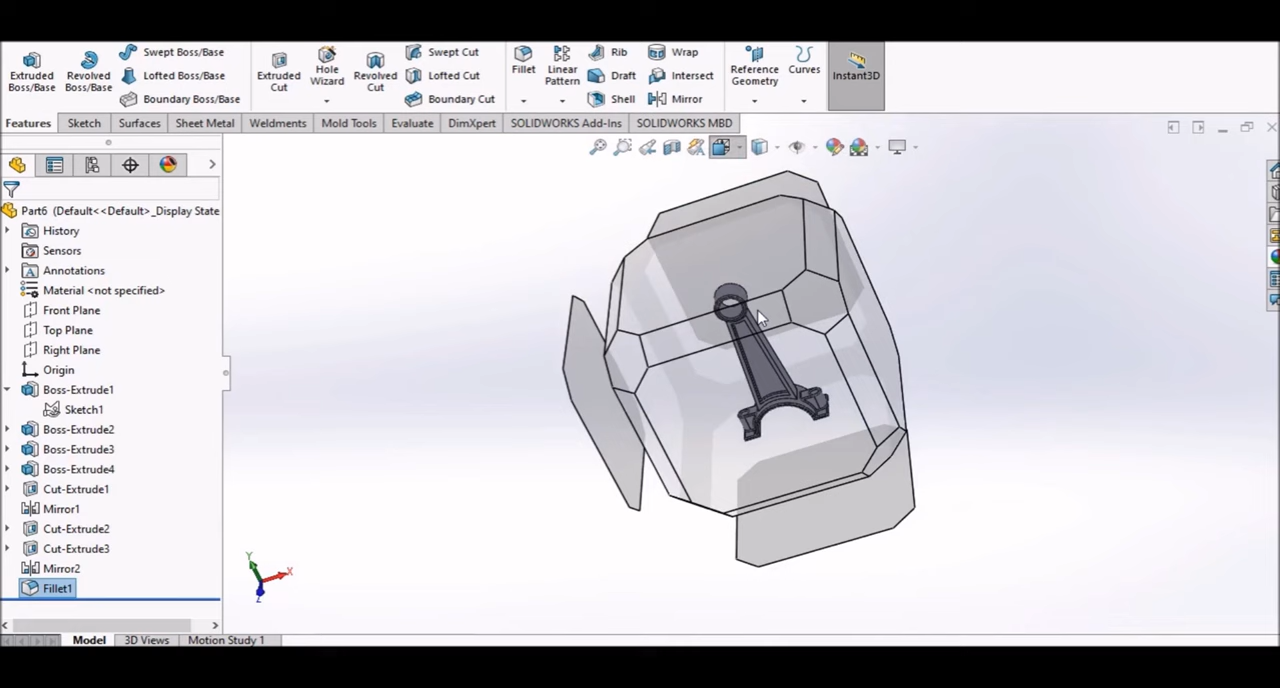 Extruded Boss/Base
Revolved Boss/Base
Swept Boss/Base
Lofted Boss/Base
Boundary Boss/Base
Extruded Cut
Hole Wizard
Revolved Cut
Swept Cut
Lofted Cut
Boundary Cut
Fillet
Linear Pattern
Rib
Draft
Shell
Wrap
Intersect
Mirror
Reference Geometry
Curves
Instant3D
Features Sketch Surfaces Sheet Metal Weldments Mold Tools Evaluate DimXpert SOLIDWORKS Add-Ins SOLIDWORKS MBD
Part6 (Default<<Default>_Display State
History
Sensors
Annotations
Material <not specified>
Front Plane
Top Plane
Right Plane
Origin
Boss-Extrude1
Sketch1
Boss-Extrude2
Boss-Extrude3
Boss-Extrude4
Cut-Extrude1
Mirror1
Cut-Extrude2
Cut-Extrude3
Mirror2
Fillet1
Y
X
Z
Model 3D Views Motion Study 1